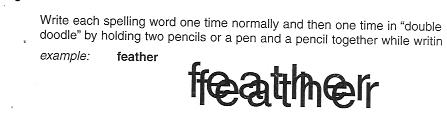 Write each spelling word one time normally and then one time in "double
doodle" by holding two pencils or a pen and a pencil together while writin
example: feather
feather